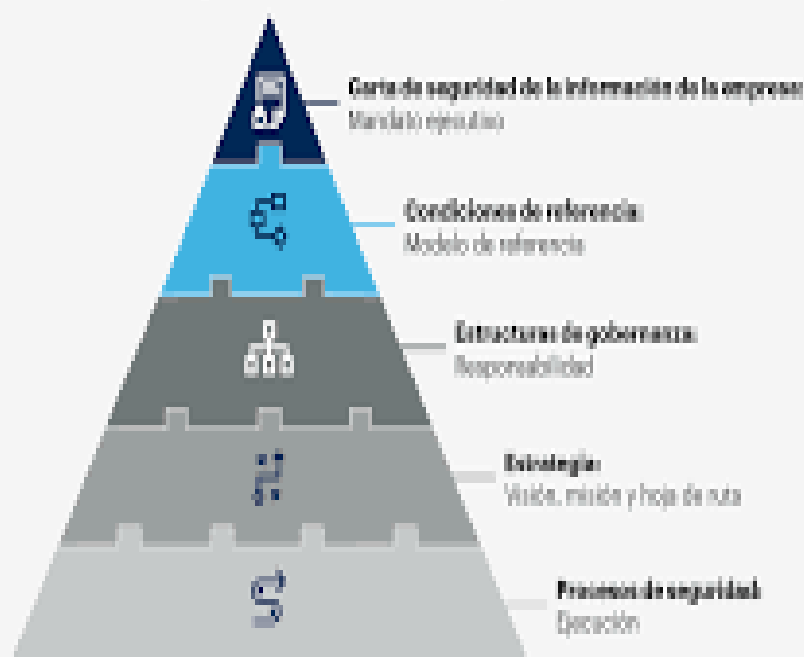 Carta de seguridad de la información de la empresa:
Mandato ejecutivo
Condiciones de referencia:
Modelo de referencia
Estructuras de gobernanza:
Responsabilidad
Estrategia:
Visión, misión y hoja de ruta
Procesos de seguridad:
Ejecución